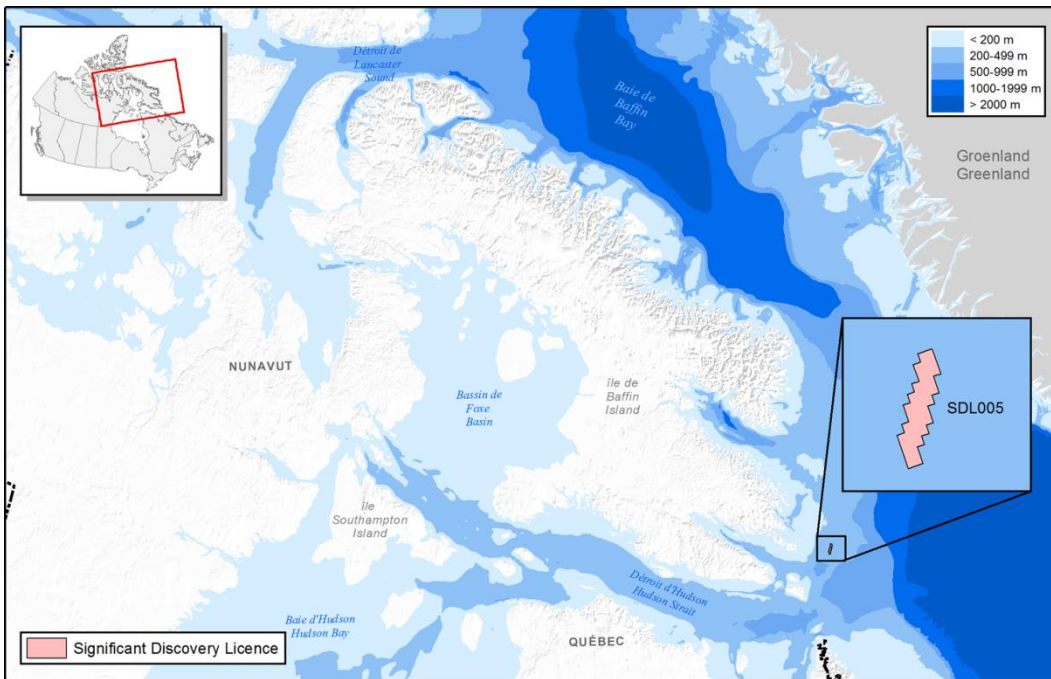 Détroit de
Lancaster
Sound
Baie de
Baffin
Bay
< 200 m
200-499 m
500-999 m
1000-1999 m
> 2000 m
Groenland
Greenland
NUNAVUT
Bassin de
Foxe
Basin
île de
Baffin
Island
SDL005
Île
Southampton
Island
Détroit d'Hudson
Hudson Strait
Baie d'Hudson
Hudson Bay
QUÉBEC
Significant Discovery Licence